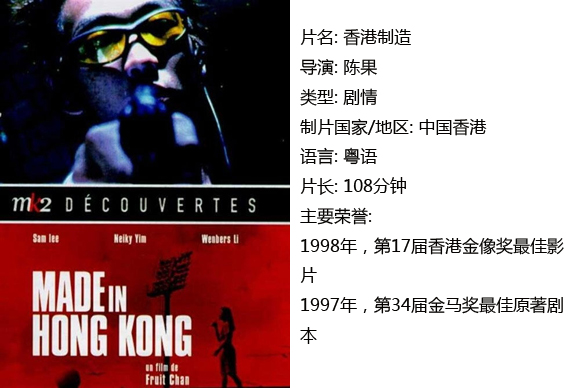 mk2 DÉCOUVERTES
Sam lee Neiky Yim Wenbers Li
MADE IN
HONG KONG
un film de
Fruit Chan
片名: 香港制造
导演: 陈果
类型: 剧情
制片国家/地区: 中国香港
语言: 粤语
片长: 108分钟
主要荣誉:
1998年，第17届香港金像奖最佳影
片
1997年，第34届金马奖最佳原著剧
本